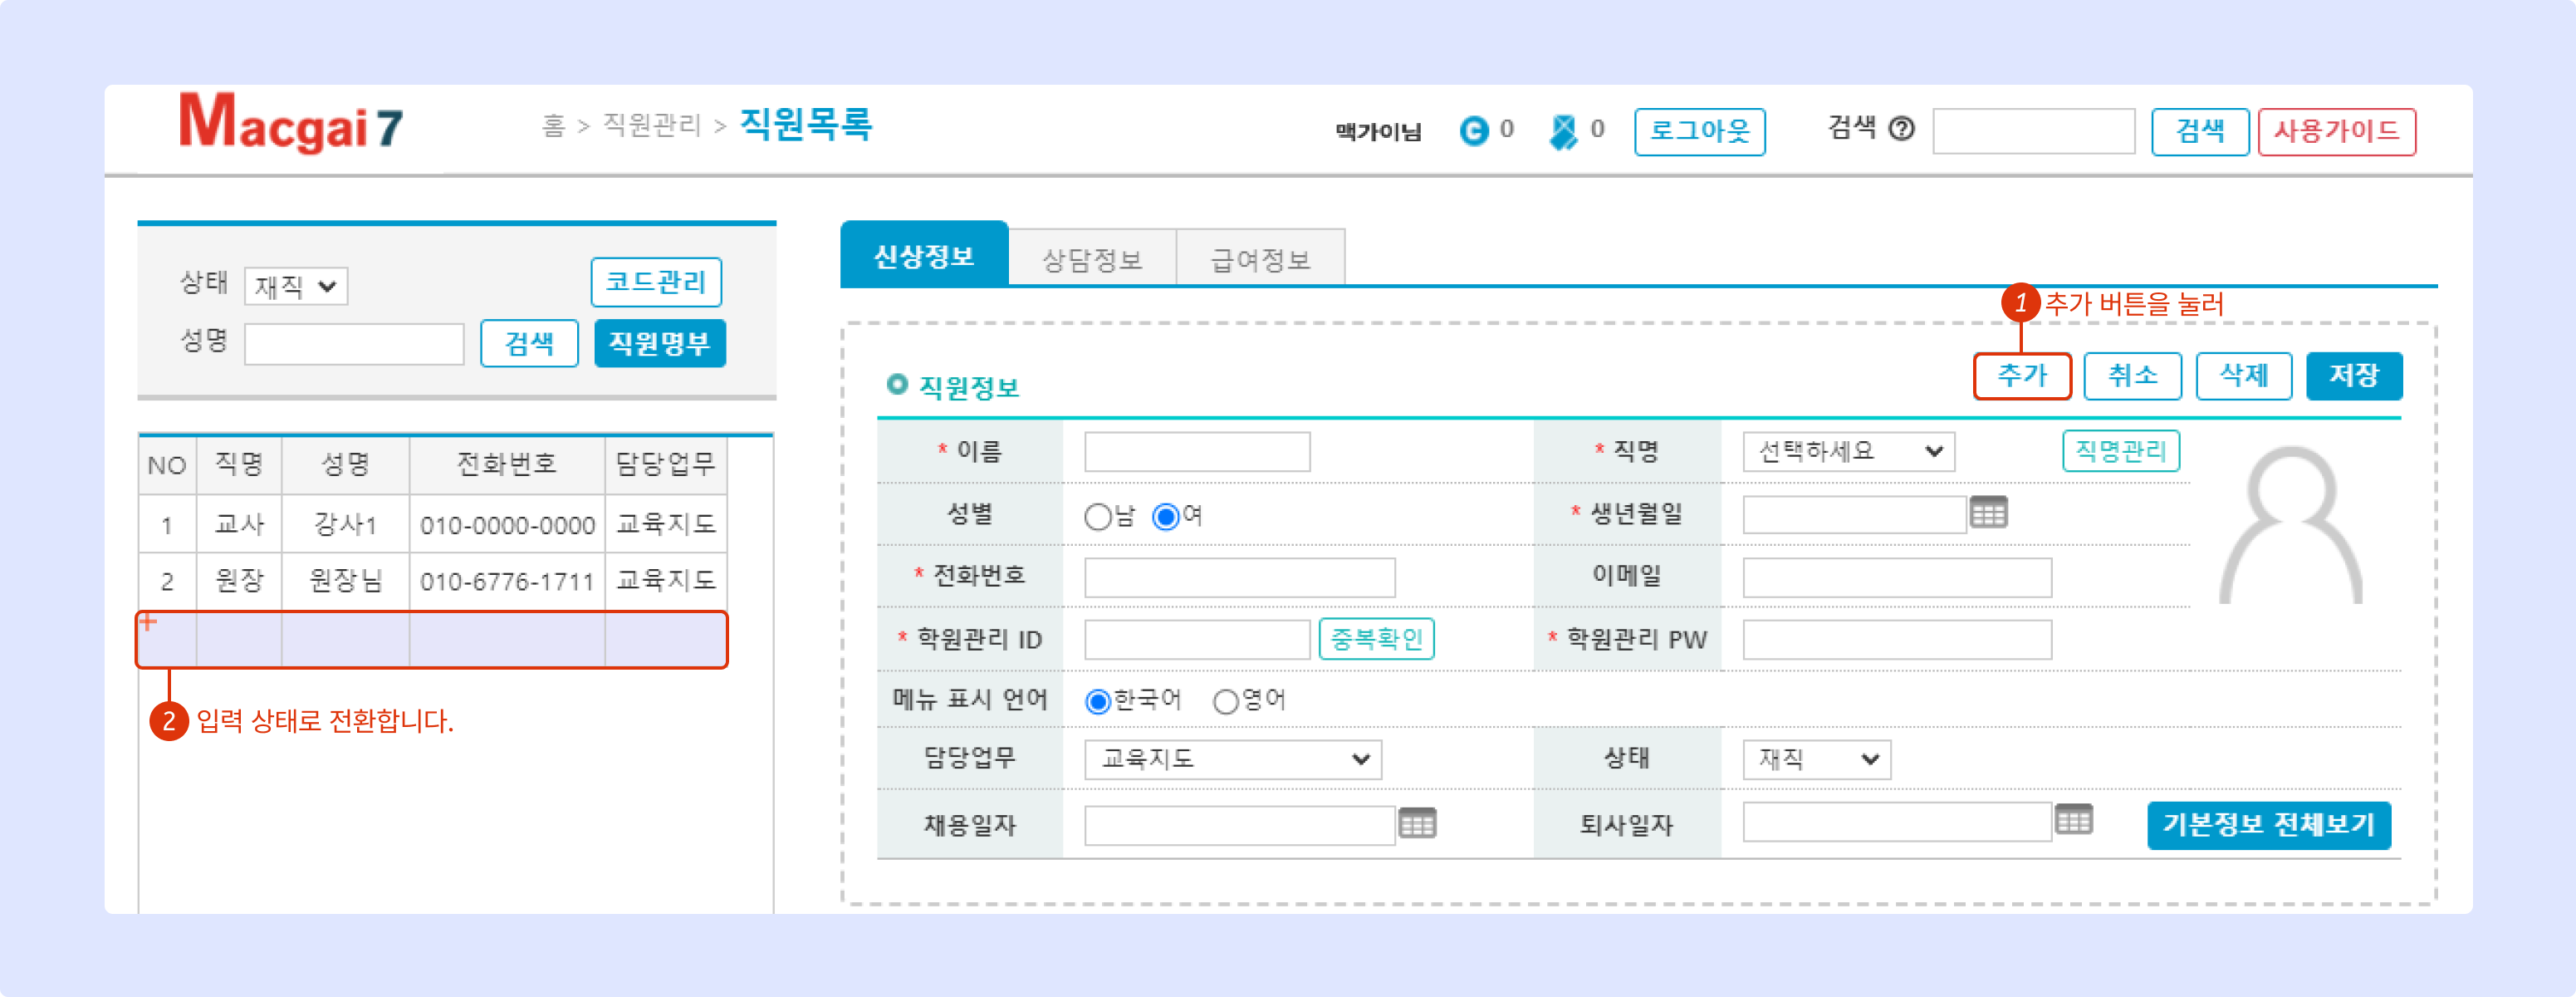 Macgai 7
홈 > 직원관리 > 직원목록
맥가이님 C 0 0 로그아웃 검색 ? 검색 사용가이드
상태 재직 코드관리
성명 검색 직원명부
NO 직명 성명 전화번호 담당업무
1 교사 강사1 010-0000-0000 교육지도
2 원장 원장님 010-6776-1711 교육지도
+
2 입력 상태로 전환합니다.
신상정보 상담정보 급여정보
1 추가 버튼을 눌러
직원정보 추가 취소 삭제 저장
* 이름 * 직명 선택하세요 직명관리
성별 남 여 * 생년월일
* 전화번호 이메일
* 학원관리 ID 중복확인 * 학원관리 PW
메뉴 표시 언어 한국어 영어
담당업무 교육지도 상태 재직
채용일자 퇴사일자 기본정보 전체보기